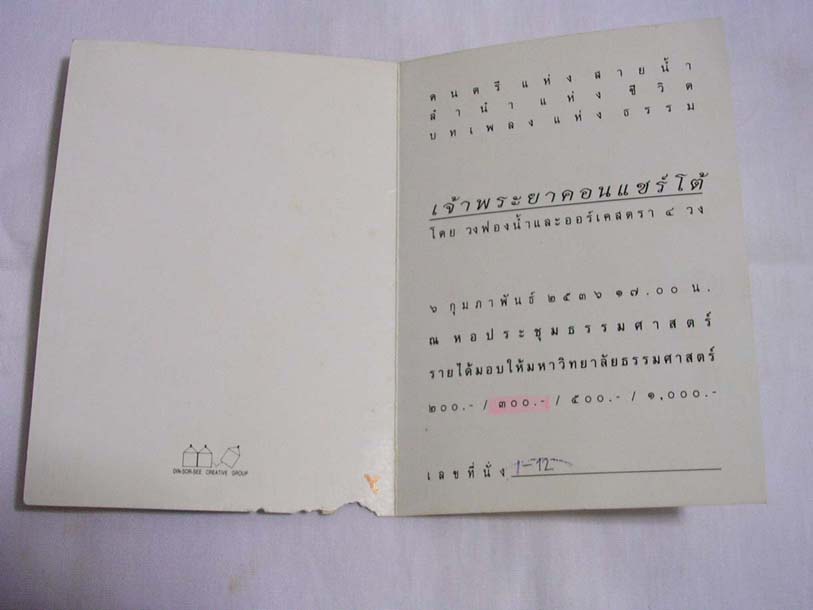 DIN-SOR-SEE CREATIVE GROUP
ดนตรีแห่งสายน้ำ
ลำนำแห่งชีวิต
บทเพลงแห่งธรรม
เจ้าพระยาคอนแชร์โต้
โดย วงฟองน้ำและออร์เคสตรา ๔ วง
๖ กุมภาพันธ์ ๒๕๓๖ ๑๗.๐๐ น.
ณ หอประชุมธรรมศาสตร์
รายได้มอบให้มหาวิทยาลัยธรรมศาสตร์
๒๐๐.- / ๓๐๐.- / ๕๐๐.- / ๑,๐๐๐.-
เลขที่นั่ง 1-12